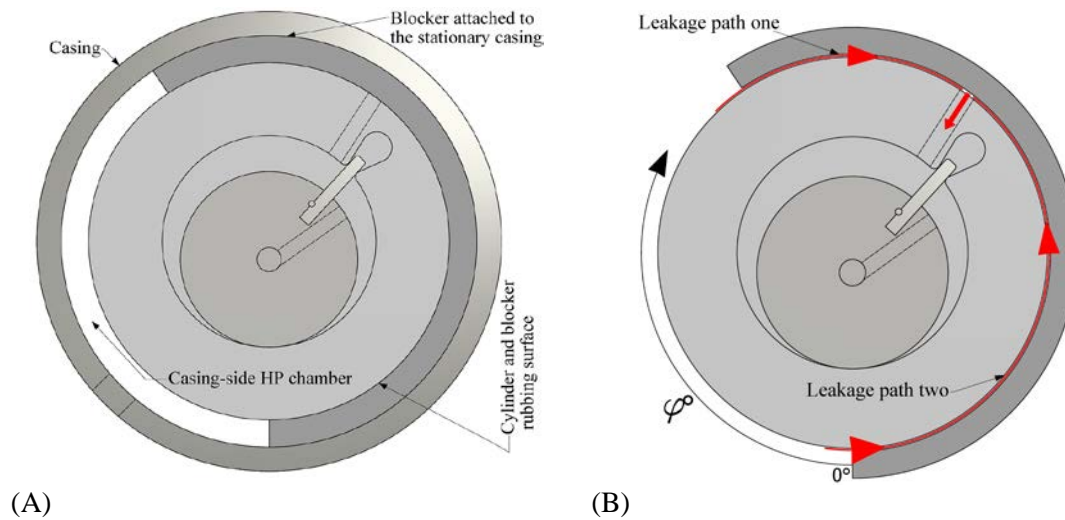 Blocker attached to
the stationary casing
Casing
Casing-side HP chamber
Cylinder and blocker
rubbing surface
(A)
Leakage path one
Leakage path two
φ°
0°
(B)